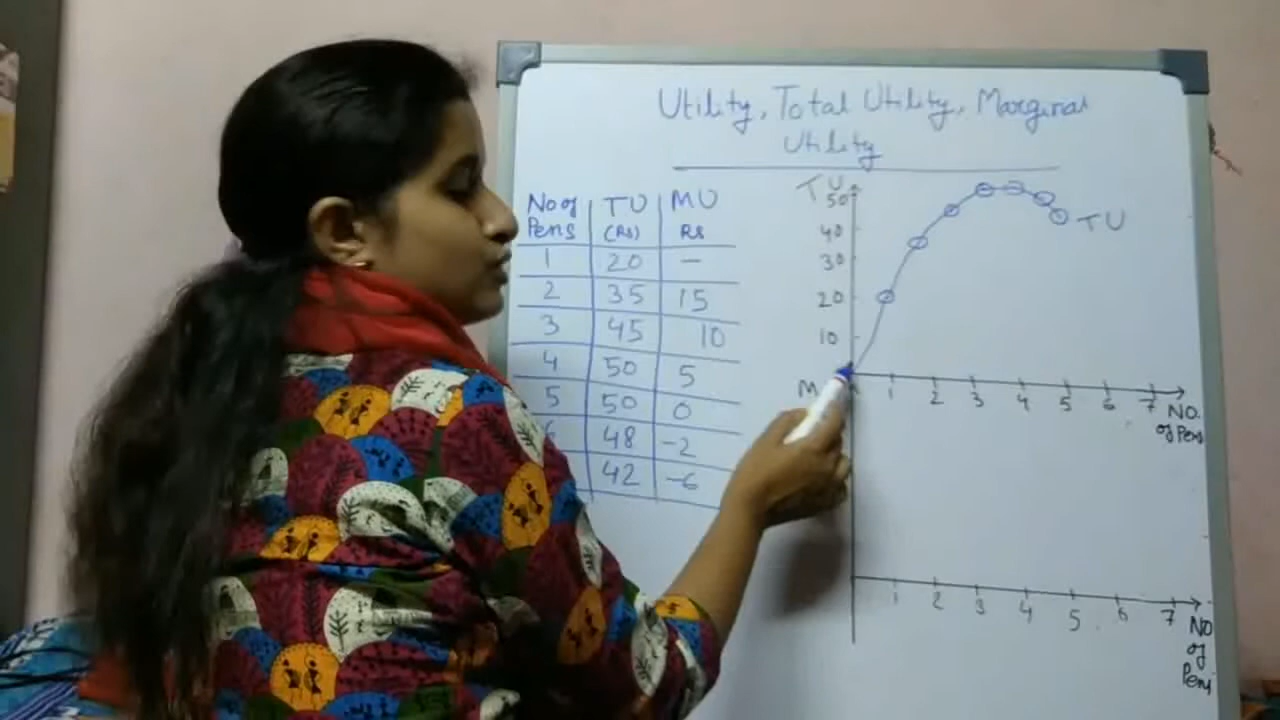 Utility, Total Utility, Marginal
Utility
No of Pens | TU (Rs) | MU Rs
1 | 20 | —
2 | 35 | 15
3 | 45 | 10
4 | 50 | 5
5 | 50 | 0
6 | 48 | -2
42 | -6
TU
50
40
30
20
10
TU
M
1 2 3 4 5 6 7
NO.
of Pens
1 2 3 4 5 6 7
NO
of
Pens